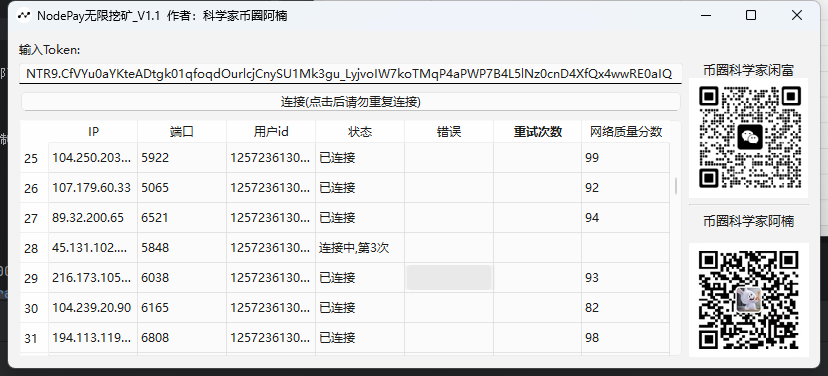 NodePay无限挖矿_V1.1 作者：科学家币圈阿楠
输入Token:
NTR9.CfVYu0aYKteADtgk01qfoqdOurlcjCnySU1Mk3gu_LyjvoIW7koTMqP4aPWP7B4L5lNz0cnD4XfQx4wwRE0aIQ
连接(点击后请勿重复连接)
IP 端口 用户id 状态 错误 重试次数 网络质量分数
25 104.250.203... 5922 1257236130... 已连接 99
26 107.179.60.33 5065 1257236130... 已连接 92
27 89.32.200.65 6521 1257236130... 已连接 94
28 45.131.102.... 5848 1257236130... 连接中,第3次
29 216.173.105... 6038 1257236130... 已连接 93
30 104.239.20.90 6165 1257236130... 已连接 82
31 194.113.119... 6808 1257236130... 已连接 98
币圈科学家闲富
币圈科学家阿楠